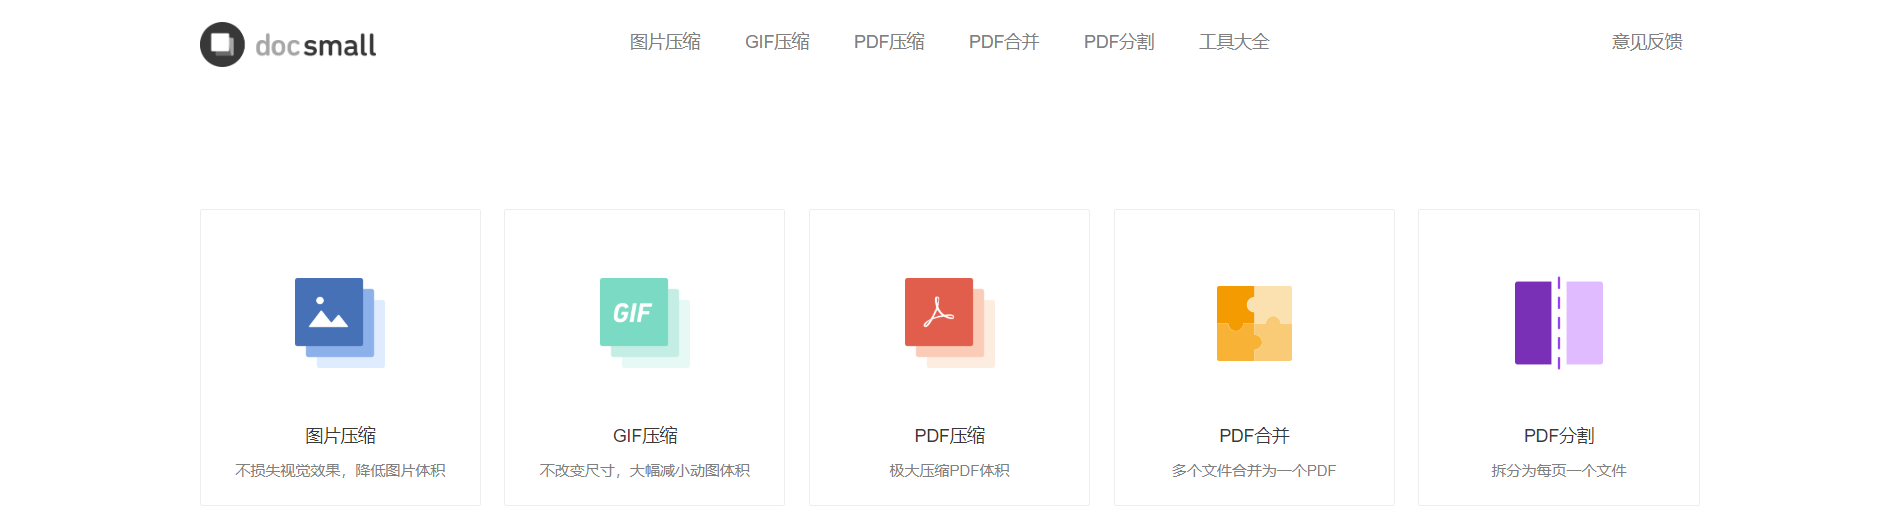 docsmall
图片压缩 GIF压缩 PDF压缩 PDF合并 PDF分割 工具大全 意见反馈
GIF
图片压缩 GIF压缩 PDF压缩 PDF合并 PDF分割
不损失视觉效果，降低图片体积 不改变尺寸，大幅减小动图体积 极大压缩PDF体积 多个文件合并为一个PDF 拆分为每页一个文件